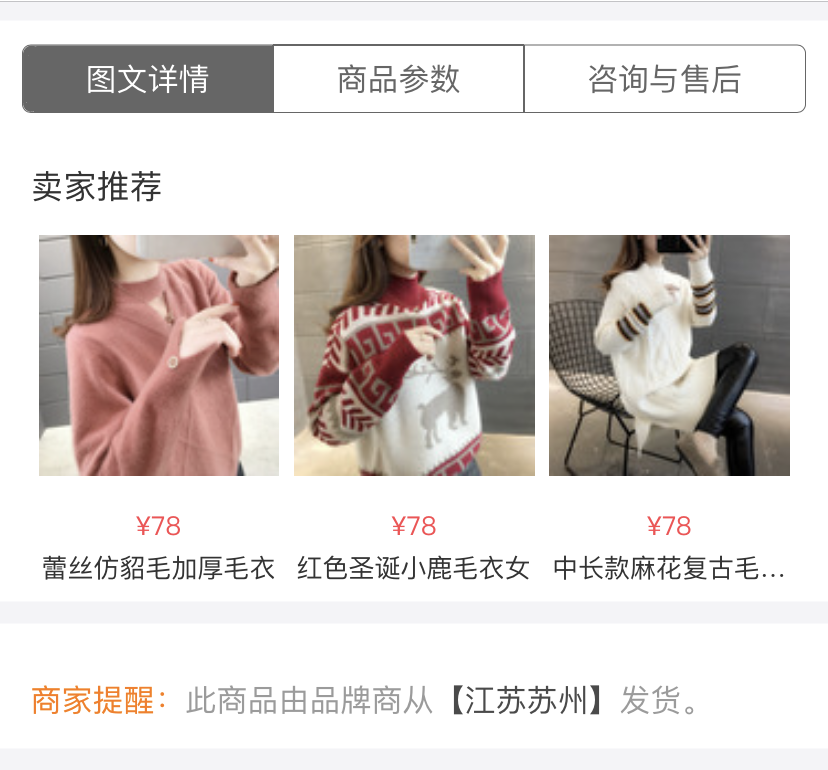 图文详情 商品参数 咨询与售后
卖家推荐
¥78 ¥78 ¥78
蕾丝仿貂毛加厚毛衣 红色圣诞小鹿毛衣女 中长款麻花复古毛...
商家提醒：此商品由品牌商从【江苏苏州】发货。